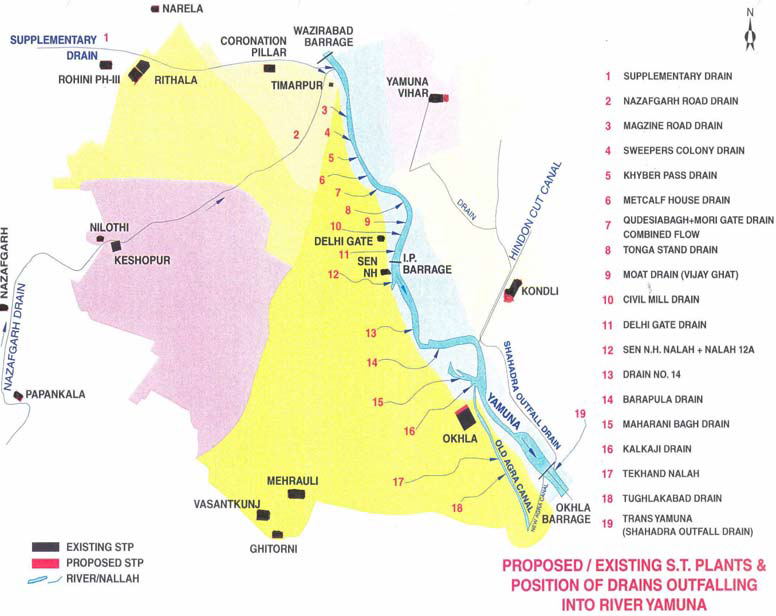 NARELA
WAZIRABAD
BARRAGE
SUPPLEMENTARY 1
DRAIN
CORONATION
PILLAR
ROHINI PH-III
RITHALA
TIMARPUR
YAMUNA
VIHAR
N
2
3
4
5
6
7
8
9
10
11
DRAIN
HINDON CUT CANAL
NILOTHI
KESHOPUR
DELHI GATE
SEN
NH
I.P.
BARRAGE
12
KONDLI
NAZAFGARH
NAZAFGARH DRAIN
PAPANKALA
13
14
15
16
SHAHADRA OUTFALL DRAIN
YAMUNA
19
OKHLA
OLD AGRA CANAL
NEW AGRA CANAL
17
18
OKHLA
BARRAGE
MEHRAULI
VASANTKUNJ
GHITORNI
1 SUPPLEMENTARY DRAIN
2 NAZAFGARH ROAD DRAIN
3 MAGZINE ROAD DRAIN
4 SWEEPERS COLONY DRAIN
5 KHYBER PASS DRAIN
6 METCALF HOUSE DRAIN
7 QUDESIABAGH+MORI GATE DRAIN
COMBINED FLOW
8 TONGA STAND DRAIN
9 MOAT DRAIN (VIJAY GHAT)
10 CIVIL MILL DRAIN
11 DELHI GATE DRAIN
12 SEN N.H. NALAH + NALAH 12A
13 DRAIN NO. 14
14 BARAPULA DRAIN
15 MAHARANI BAGH DRAIN
16 KALKAJI DRAIN
17 TEKHAND NALAH
18 TUGHLAKABAD DRAIN
19 TRANS YAMUNA
(SHAHADRA OUTFALL DRAIN)
EXISTING STP
PROPOSED STP
RIVER/NALLAH
PROPOSED / EXISTING S.T. PLANTS &
POSITION OF DRAINS OUTFALLING
INTO RIVER YAMUNA